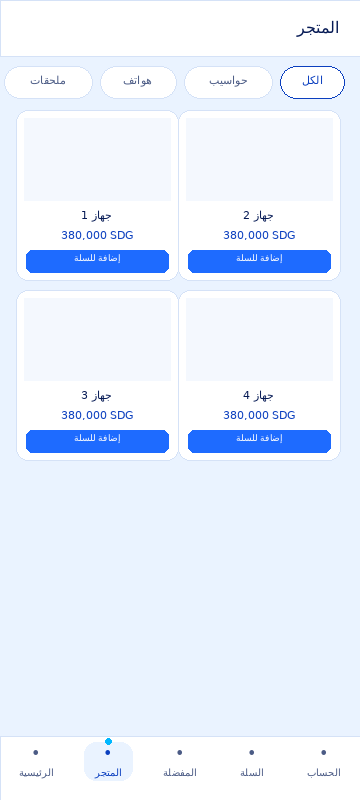 المتجر
الكل
حواسيب
هواتف
ملحقات
جهاز 2
380,000 SDG
إضافة للسلة
جهاز 1
380,000 SDG
إضافة للسلة
جهاز 4
380,000 SDG
إضافة للسلة
جهاز 3
380,000 SDG
إضافة للسلة
الحساب
السلة
المفضلة
المتجر
الرئيسية